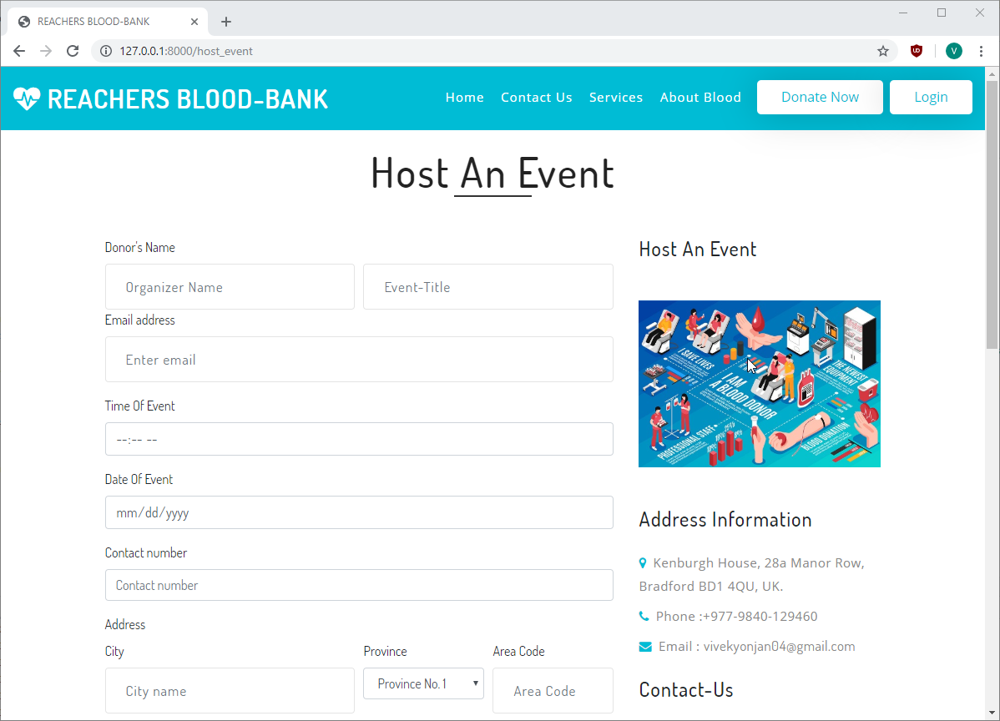 REACHERS BLOOD-BANK
127.0.0.1:8000/host_event
V
REACHERS BLOOD-BANK
Home Contact Us Services About Blood Donate Now Login
Host An Event
Donor's Name
Organizer Name Event-Title
Email address
Enter email
Time Of Event
--:-- --
Date Of Event
mm/dd/yyyy
Contact number
Contact number
Address
City Province Area Code
City name Province No. 1 Area Code
Host An Event
I SAVE LIVES
I AM
A BLOOD DONOR
THE NEWEST
EQUIPMENT
PROFESSIONAL STAFF
BLOOD DONATION
Address Information
Kenburgh House, 28a Manor Row,
Bradford BD1 4QU, UK.
Phone :+977-9840-129460
Email : vivekyonjan04@gmail.com
Contact-Us